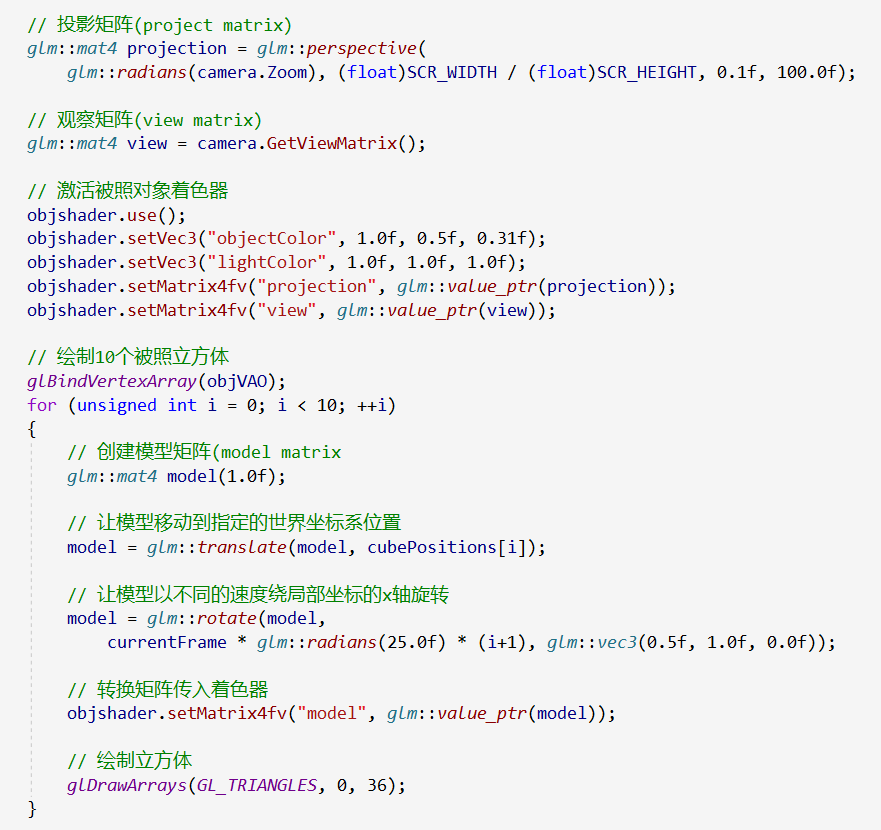 // 投影矩阵(project matrix)
glm::mat4 projection = glm::perspective(
    glm::radians(camera.Zoom), (float)SCR_WIDTH / (float)SCR_HEIGHT, 0.1f, 100.0f);

// 观察矩阵(view matrix)
glm::mat4 view = camera.GetViewMatrix();

// 激活被照对象着色器
objshader.use();
objshader.setVec3("objectColor", 1.0f, 0.5f, 0.31f);
objshader.setVec3("lightColor", 1.0f, 1.0f, 1.0f);
objshader.setMatrix4fv("projection", glm::value_ptr(projection));
objshader.setMatrix4fv("view", glm::value_ptr(view));

// 绘制10个被照立方体
glBindVertexArray(objVAO);
for (unsigned int i = 0; i < 10; ++i)
{
    // 创建模型矩阵(model matrix
    glm::mat4 model(1.0f);

    // 让模型移动到指定的世界坐标系位置
    model = glm::translate(model, cubePositions[i]);

    // 让模型以不同的速度绕局部坐标的x轴旋转
    model = glm::rotate(model,
        currentFrame * glm::radians(25.0f) * (i+1), glm::vec3(0.5f, 1.0f, 0.0f));

    // 转换矩阵传入着色器
    objshader.setMatrix4fv("model", glm::value_ptr(model));

    // 绘制立方体
    glDrawArrays(GL_TRIANGLES, 0, 36);
}